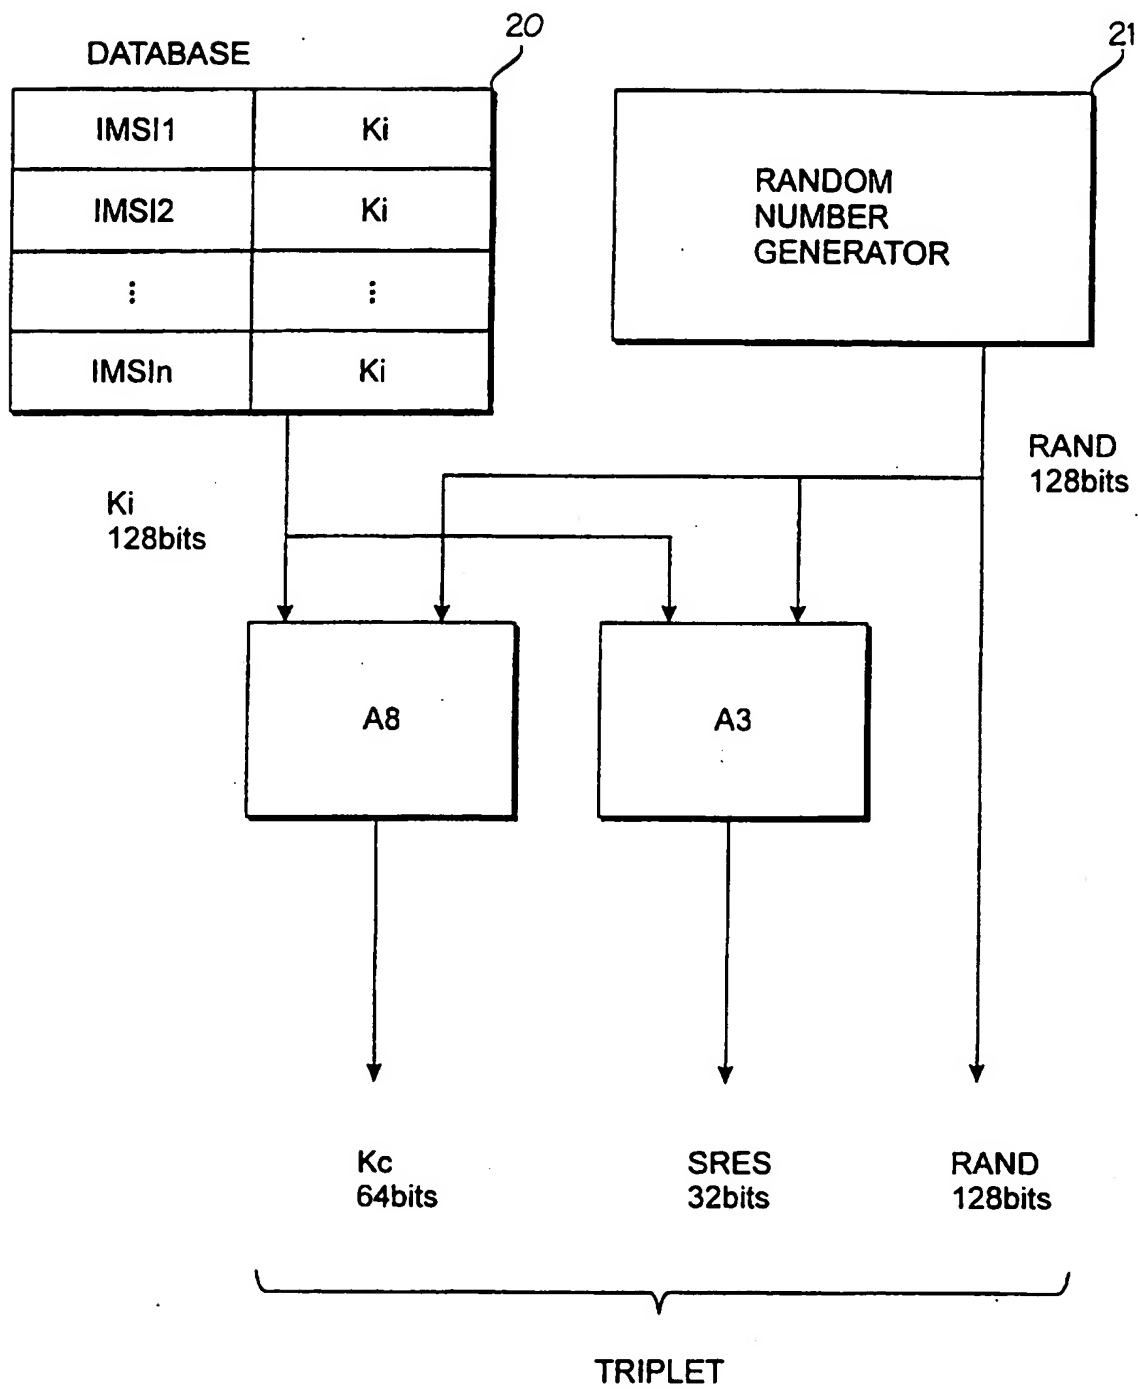 20
21
DATABASE
IMSI1 Ki
IMSI2 Ki
⋮ ⋮
IMSIn Ki
RANDOM
NUMBER
GENERATOR
RAND
128bits
Ki
128bits
A8
A3
Kc
64bits
SRES
32bits
RAND
128bits
TRIPLET